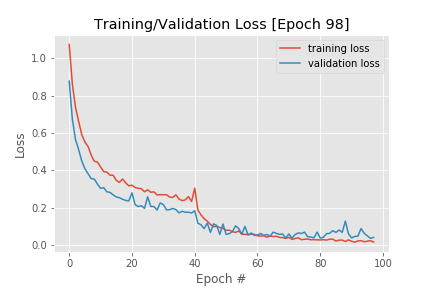 Training/Validation Loss [Epoch 98]
training loss
validation loss
1.0
0.8
0.6
0.4
0.2
0.0
Loss
0 20 40 60 80 100
Epoch #